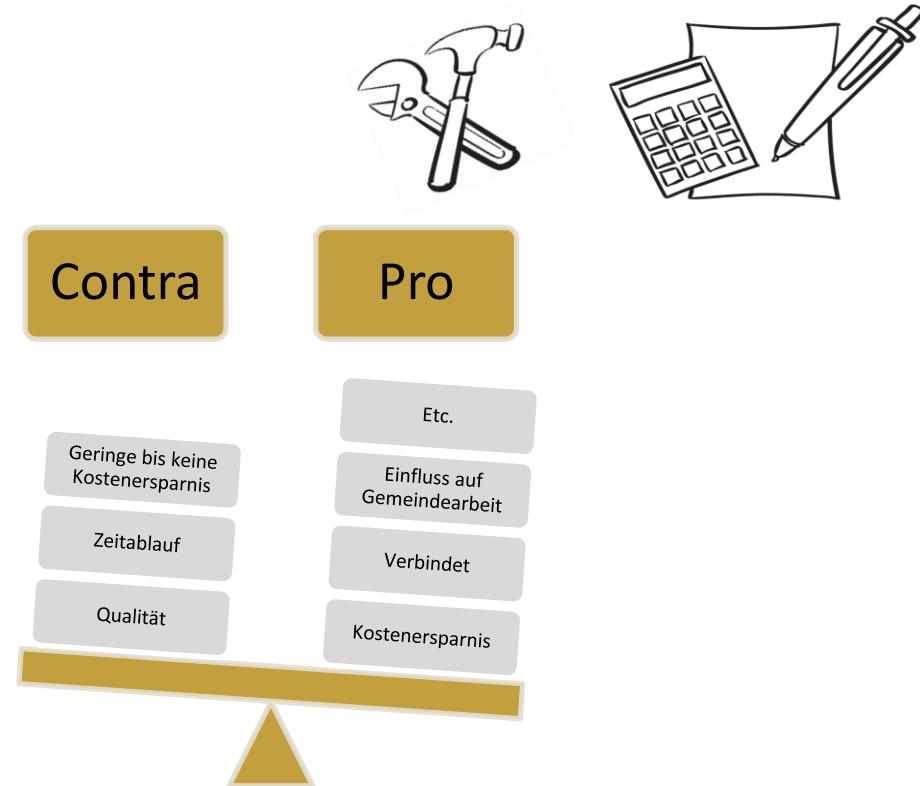 Contra
Pro
Geringe bis keine
Kostenersparnis
Zeitablauf
Qualität
Etc.
Einfluss auf
Gemeindearbeit
Verbindet
Kostenersparnis